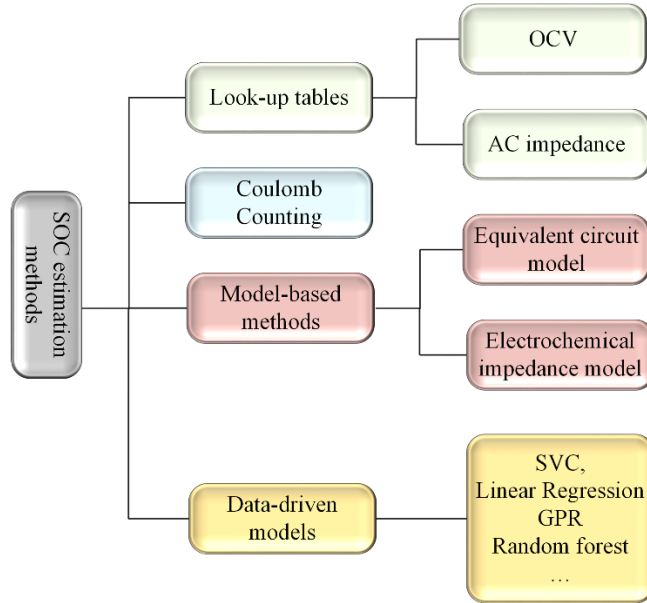 SOC estimation
methods
Look-up tables
OCV
AC impedance
Coulomb
Counting
Model-based
methods
Equivalent circuit
model
Electrochemical
impedance model
Data-driven
models
SVC,
Linear Regression
GPR
Random forest
...